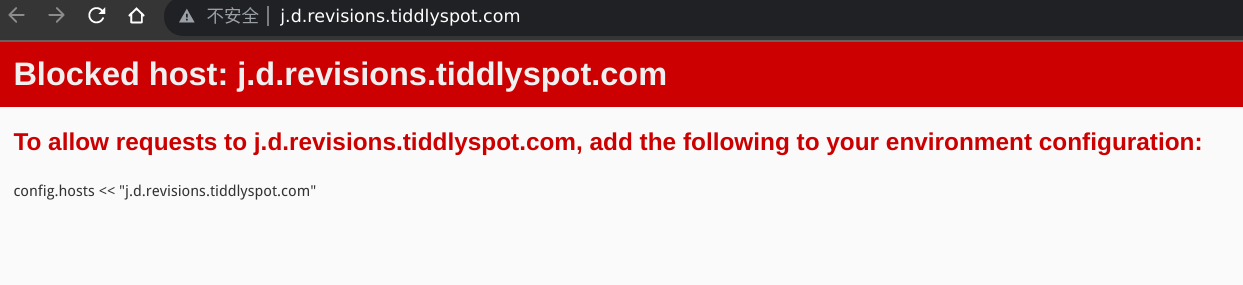 不安全 j.d.revisions.tiddlyspot.com
Blocked host: j.d.revisions.tiddlyspot.com
To allow requests to j.d.revisions.tiddlyspot.com, add the following to your environment configuration:
config.hosts << "j.d.revisions.tiddlyspot.com"